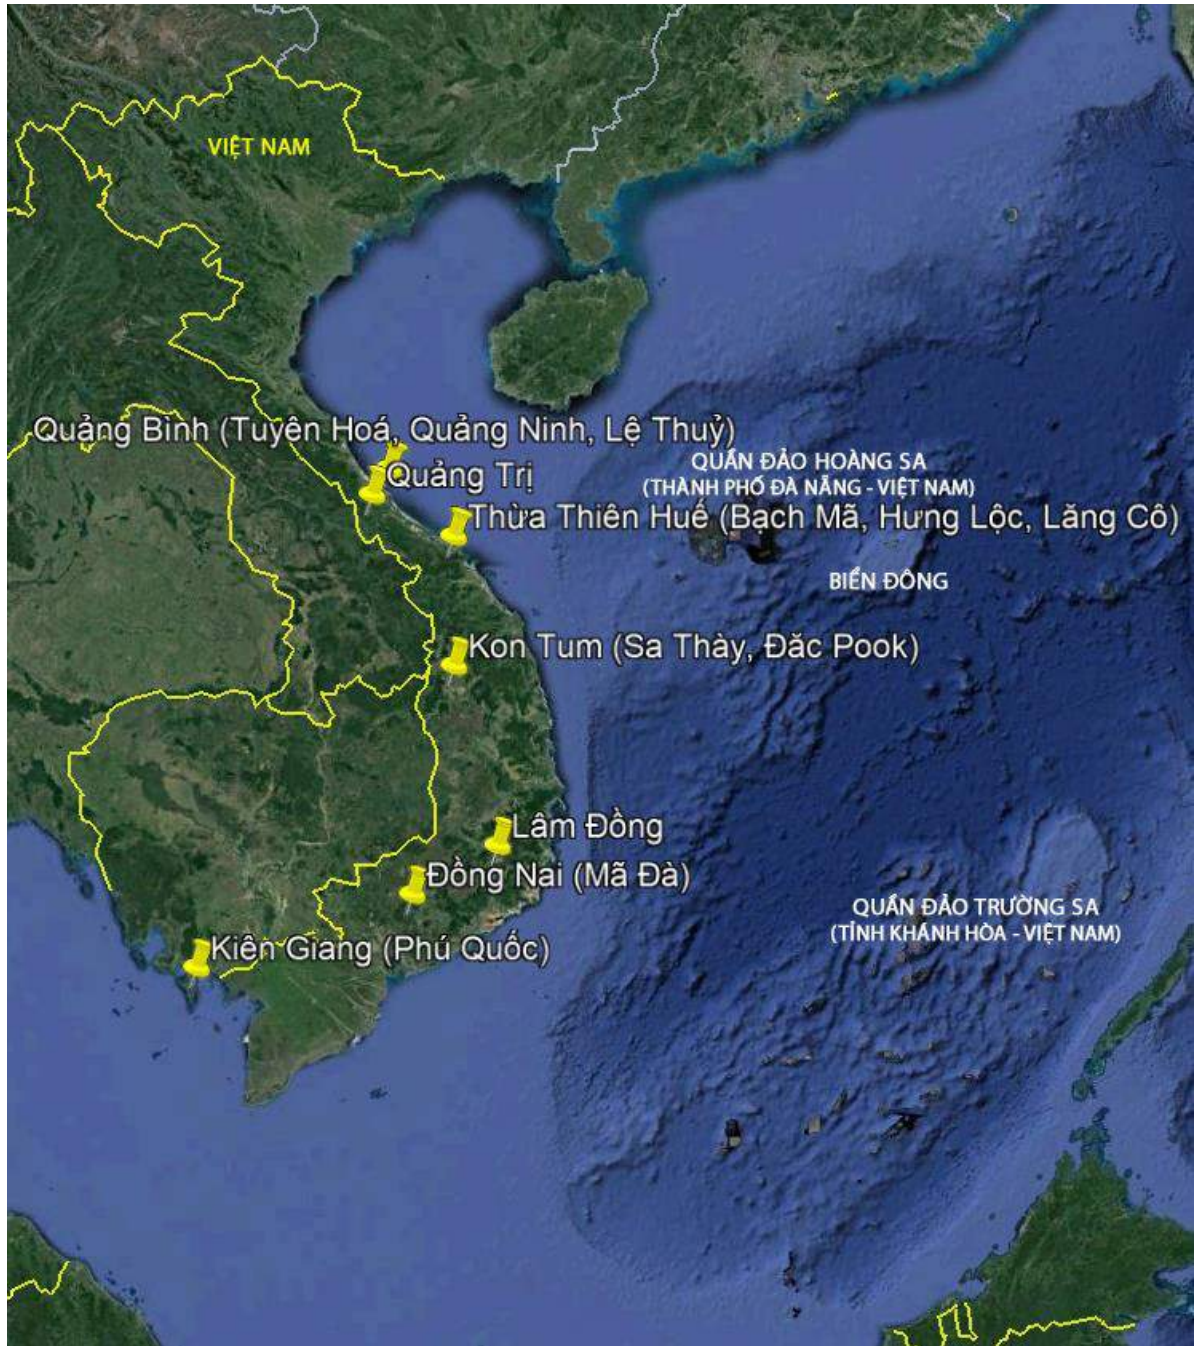 VIỆT NAM
Quảng Bình (Tuyên Hoá, Quảng Ninh, Lệ Thuỷ)
QUẦN ĐẢO HOÀNG SA
(THÀNH PHỐ ĐÀ NẴNG - VIỆT NAM)
Quảng Trị
Thừa Thiên Huế (Bạch Mã, Hưng Lộc, Lăng Cô)
BIỂN ĐÔNG
Kon Tum (Sa Thày, Đăc Pook)
Lâm Đồng
Đồng Nai (Mã Đà)
QUẦN ĐẢO TRƯỜNG SA
(TỈNH KHÁNH HÒA - VIỆT NAM)
Kiên Giang (Phú Quốc)